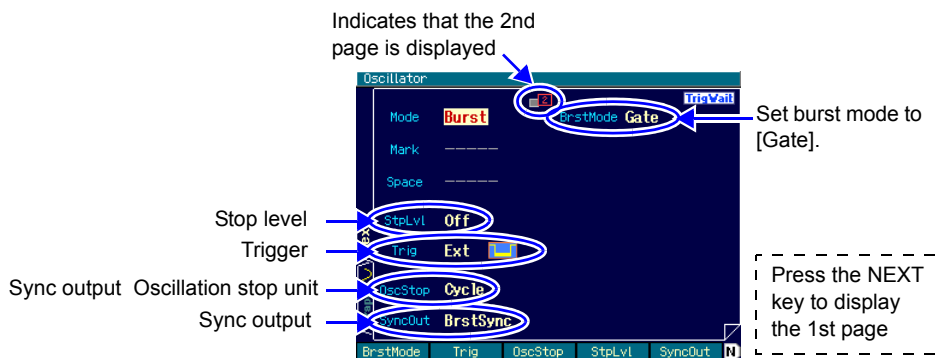 Indicates that the 2nd
page is displayed
Oscillator
2
TrigWait
Mode Burst
BrstMode Gate
Set burst mode to
[Gate].
Mark -----
Space -----
Stop level
StpLvl Off
Trigger
Trig Ext
Sync output Oscillation stop unit
OscStop Cycle
Sync output
SyncOut BrstSync
Press the NEXT
key to display
the 1st page
BrstMode Trig OscStop StpLvl SyncOut N